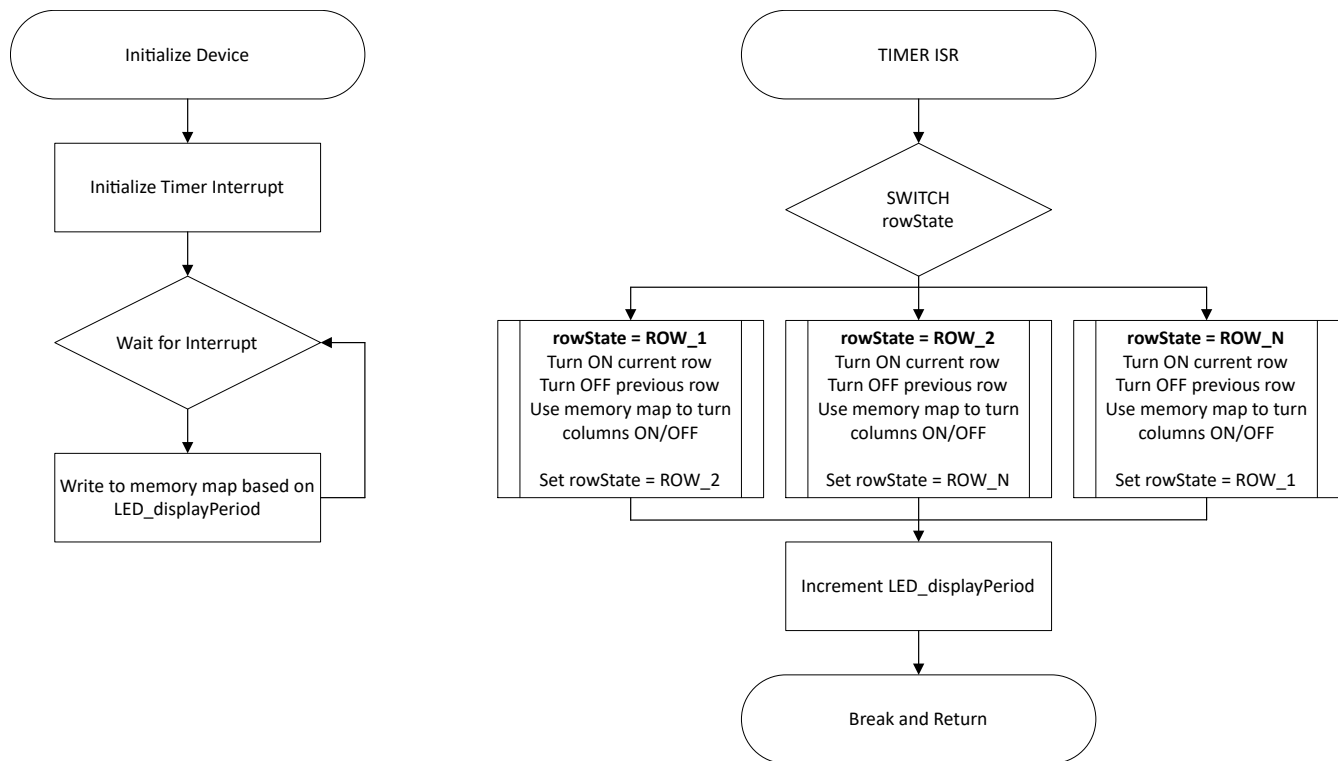 Initialize Device
Initialize Timer Interrupt
Wait for Interrupt
Write to memory map based on
LED_displayPeriod
TIMER ISR
SWITCH
rowState
rowState = ROW_1
Turn ON current row
Turn OFF previous row
Use memory map to turn
columns ON/OFF
Set rowState = ROW_2
rowState = ROW_2
Turn ON current row
Turn OFF previous row
Use memory map to turn
columns ON/OFF
Set rowState = ROW_N
rowState = ROW_N
Turn ON current row
Turn OFF previous row
Use memory map to turn
columns ON/OFF
Set rowState = ROW_1
Increment LED_displayPeriod
Break and Return